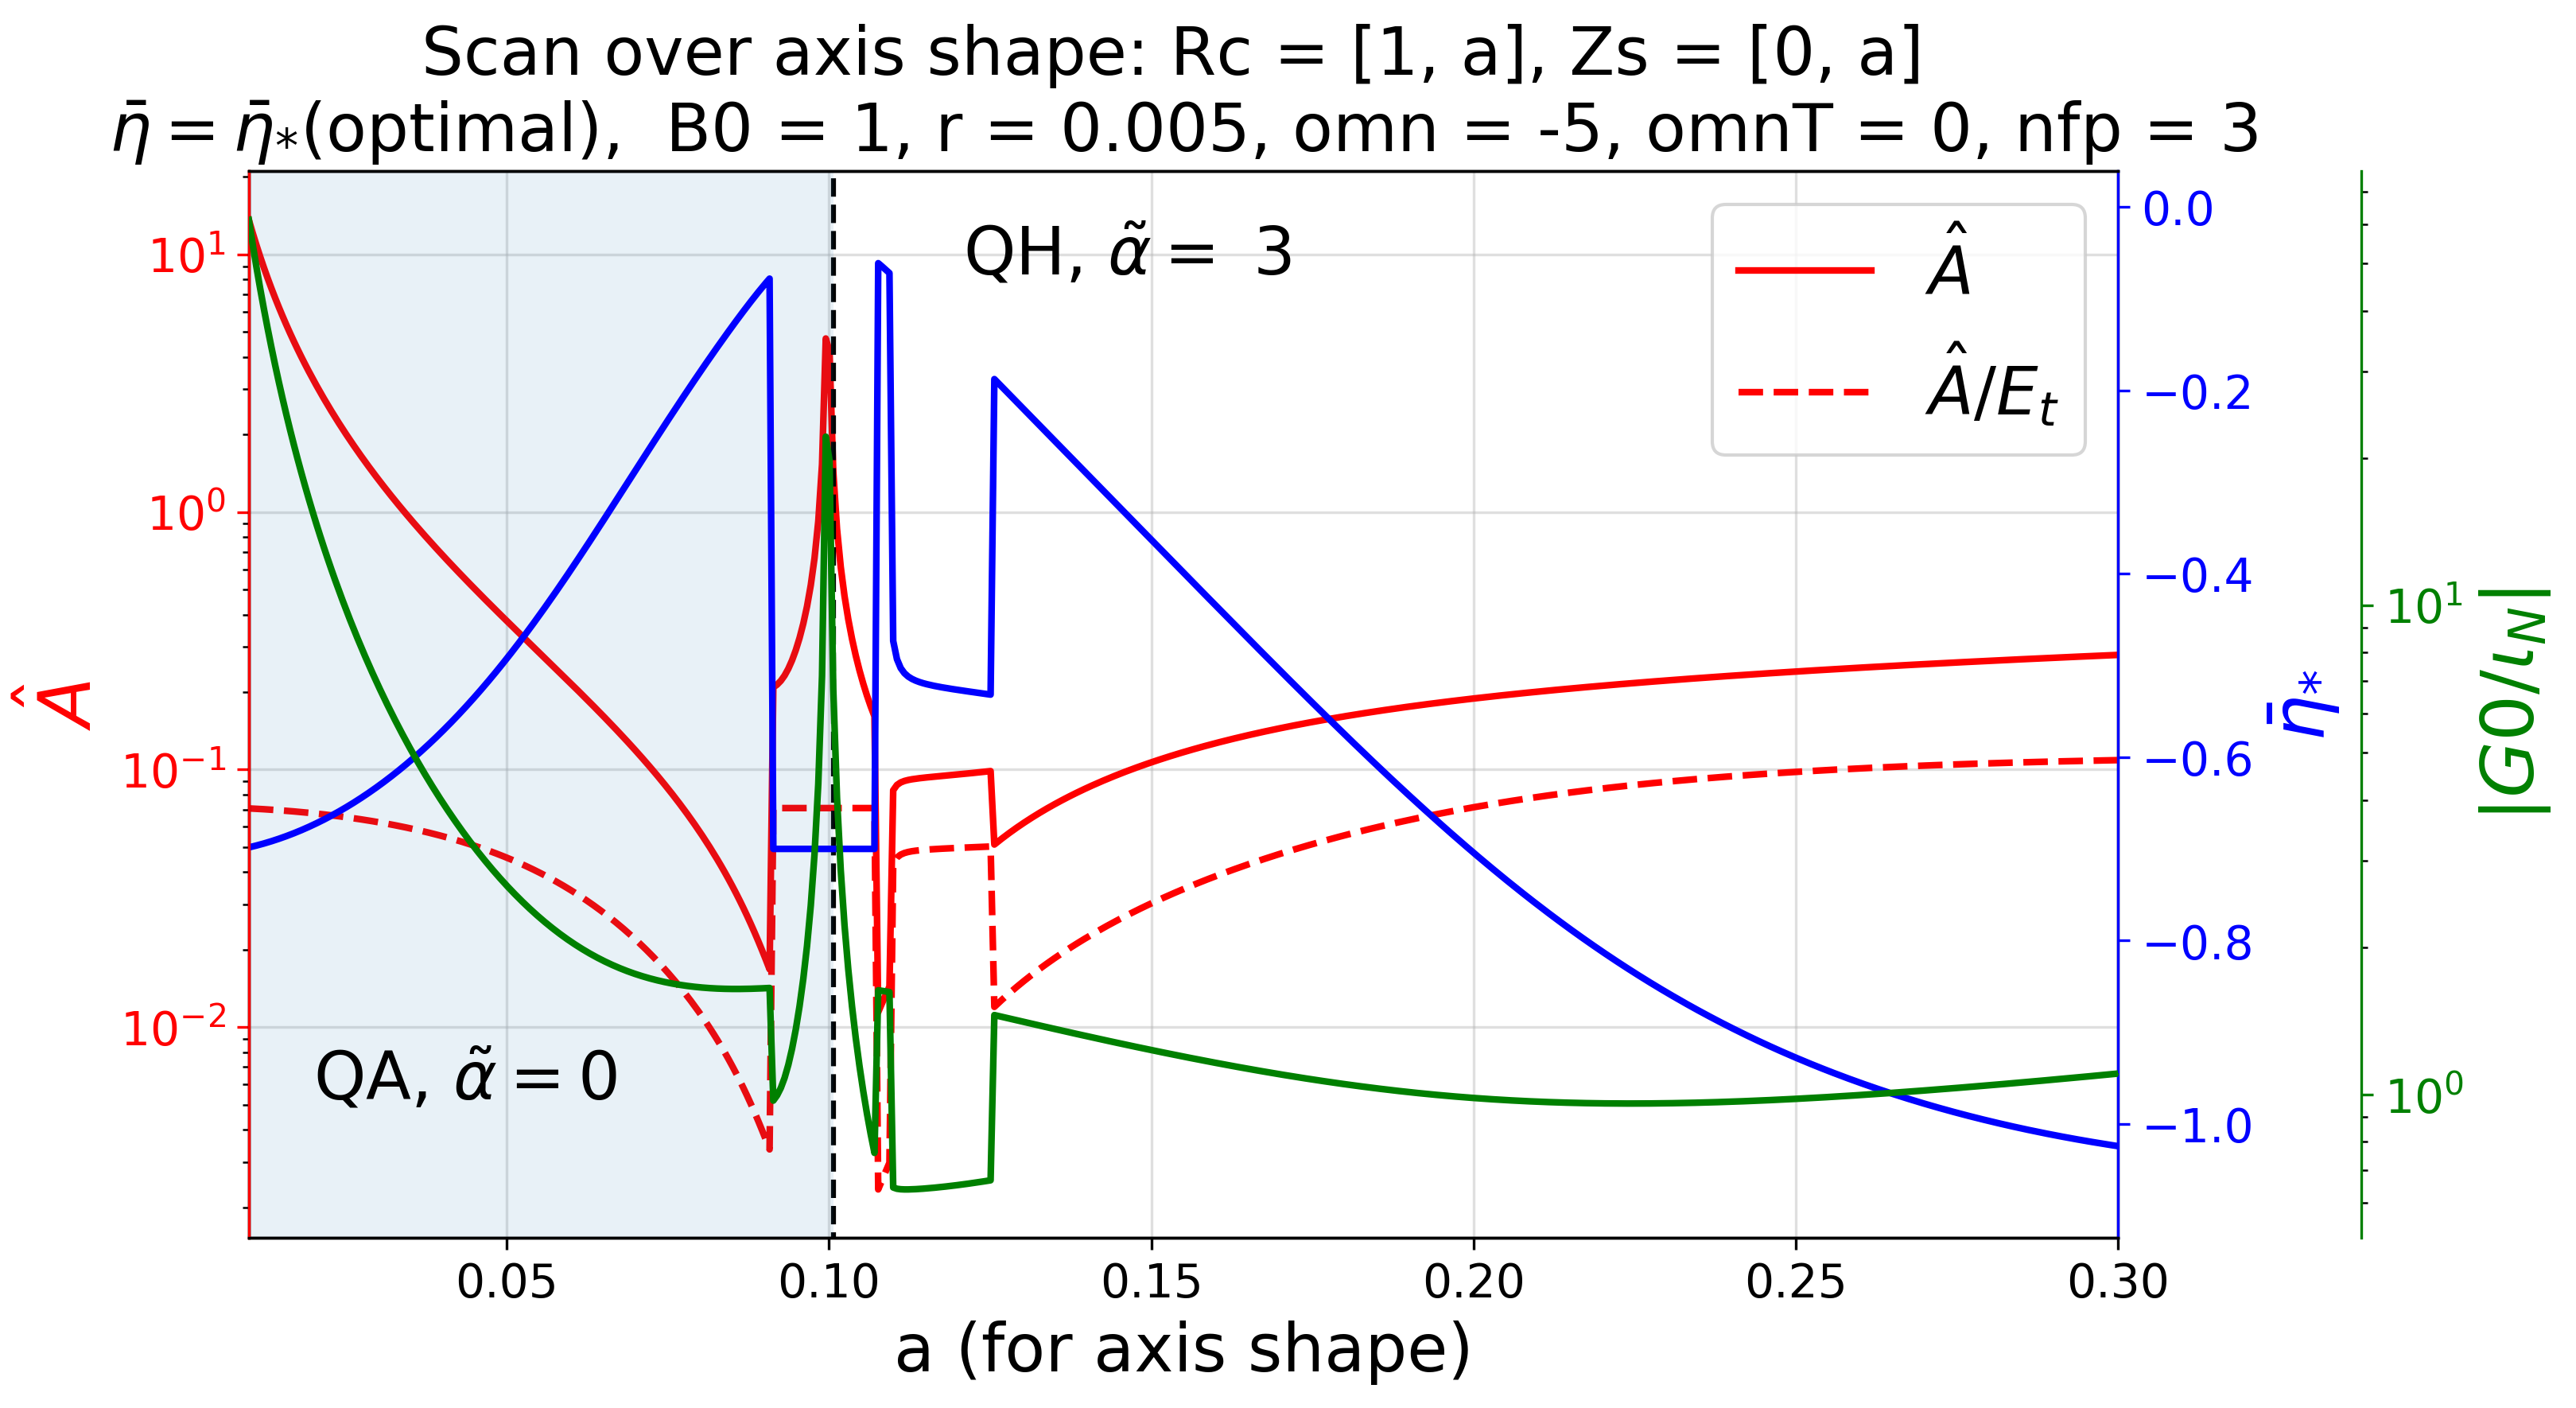 Scan over axis shape: Rc = [1, a], Zs = [0, a]
η̄ = η̄*(optimal), B0 = 1, r = 0.005, omn = -5, omnT = 0, nfp = 3
QH, α̃ = 3
QA, α̃ = 0
Â
Â/E_t
Â
10¹
10⁰
10⁻¹
10⁻²
0.0
−0.2
−0.4
−0.6
−0.8
−1.0
η̄*
10¹
10⁰
|G0/ι_N|
0.05 0.10 0.15 0.20 0.25 0.30
a (for axis shape)